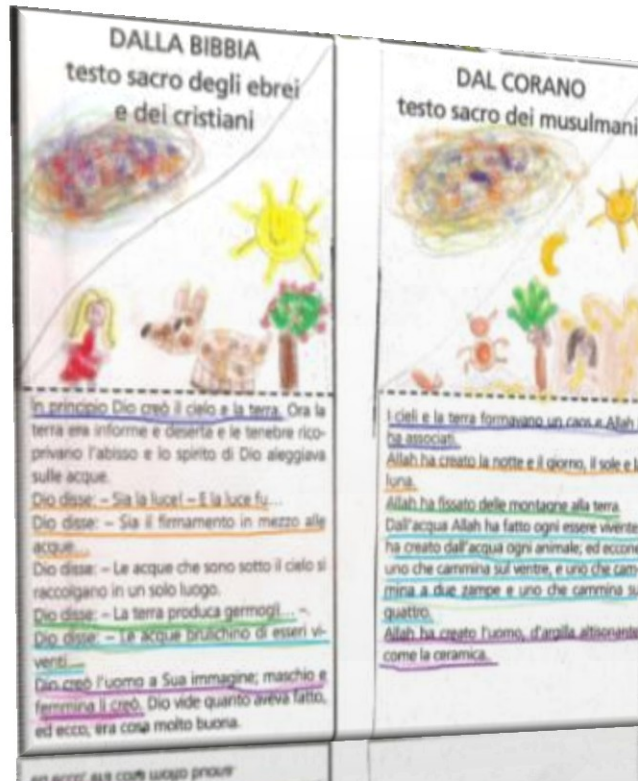 DALLA BIBBIA
testo sacro degli ebrei
e dei cristiani
In principio Dio creò il cielo e la terra. Ora la
terra era informe e deserta e le tenebre rico-
privano l'abisso e lo spirito di Dio aleggiava
sulle acque.
Dio disse: – Sia la luce! – E la luce fu...
Dio disse: – Sia il firmamento in mezzo alle
acque...
Dio disse: – Le acque che sono sotto il cielo si
raccolgano in un solo luogo.
Dio disse: – La terra produca germogli... –.
Dio disse: – Le acque brulichino di esseri vi-
venti...
Dio creò l'uomo a Sua immagine; maschio e
femmina li creò. Dio vide quanto aveva fatto,
ed ecco, era cosa molto buona.
DAL CORANO
testo sacro dei musulmani
I cieli e la terra formavano un caos e Allah
ha associati.
Allah ha creato la notte e il giorno, il sole e
luna.
Allah ha fissato delle montagne alla terra.
Dall'acqua Allah ha fatto ogni essere vivente
ha creato dall'acqua ogni animale; ed eccone
uno che cammina sul ventre, e uno che cam-
mina a due zampe e uno che cammina su
quattro.
Allah ha creato l'uomo, d'argilla altisonante
come la ceramica.